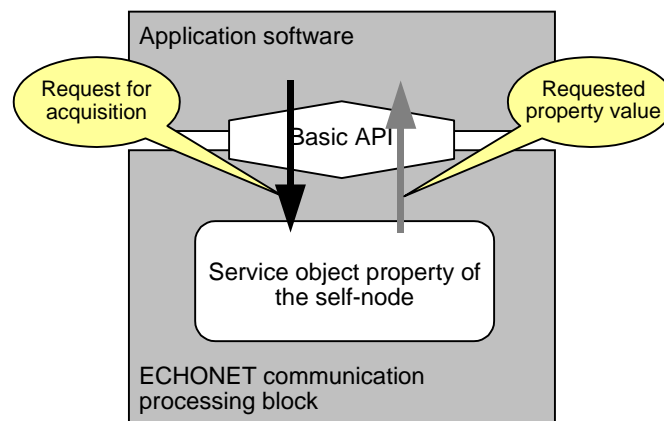 Application software
Request for
acquisition
Requested
property value
Basic API
Service object property of
the self-node
ECHONET communication
processing block